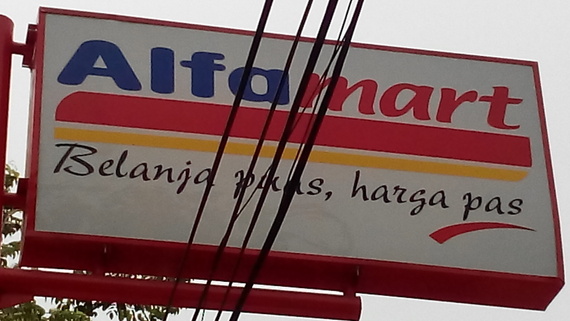 Alfamart
Belanja puas, harga pas